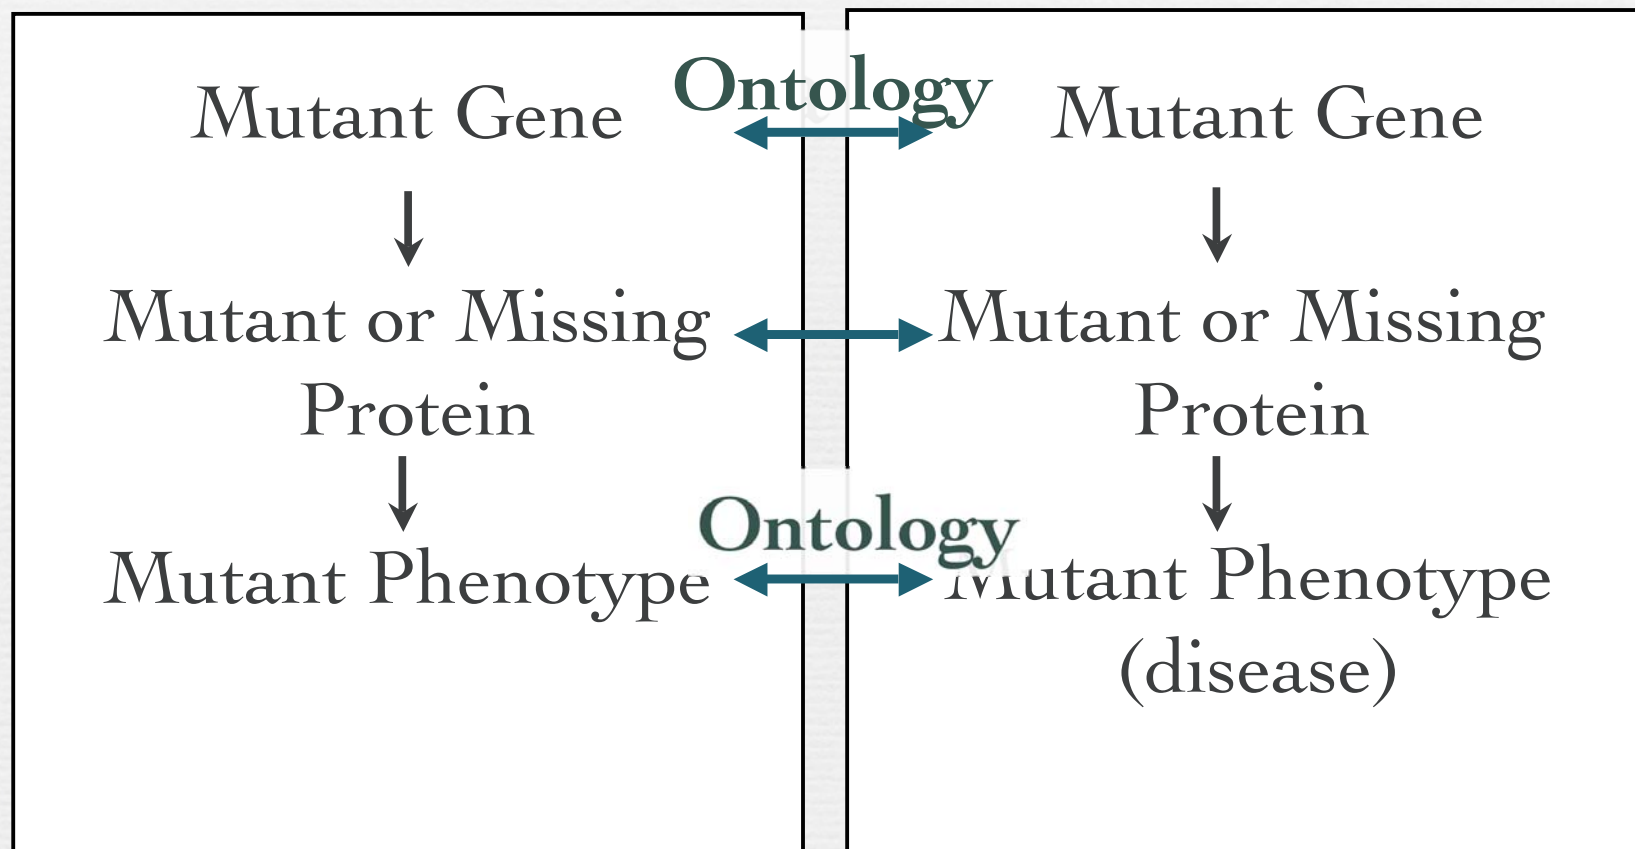 Ontology
Mutant Gene
Mutant Gene
Mutant or Missing
Protein
Mutant or Missing
Protein
Ontology
Mutant Phenotype
Mutant Phenotype
(disease)